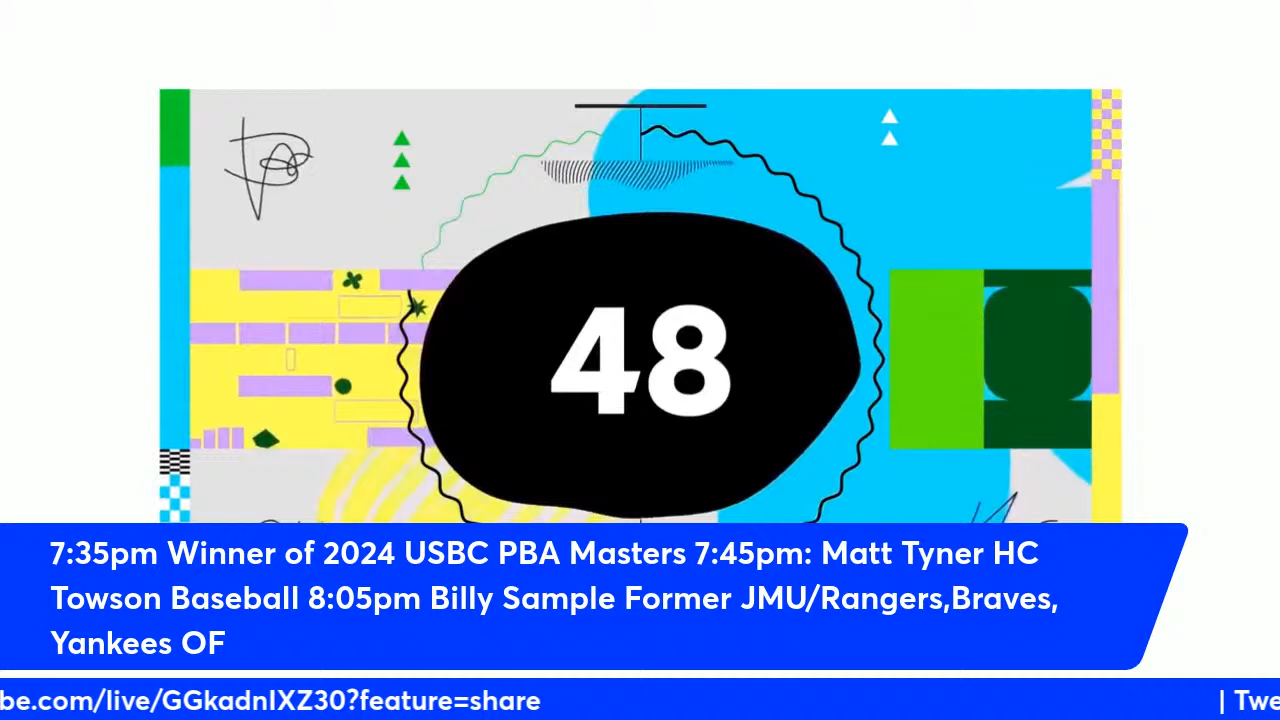 48
7:35pm Winner of 2024 USBC PBA Masters 7:45pm: Matt Tyner HC
Towson Baseball 8:05pm Billy Sample Former JMU/Rangers,Braves,
Yankees OF
be.com/live/GGkadnIXZ30?feature=share | Twe